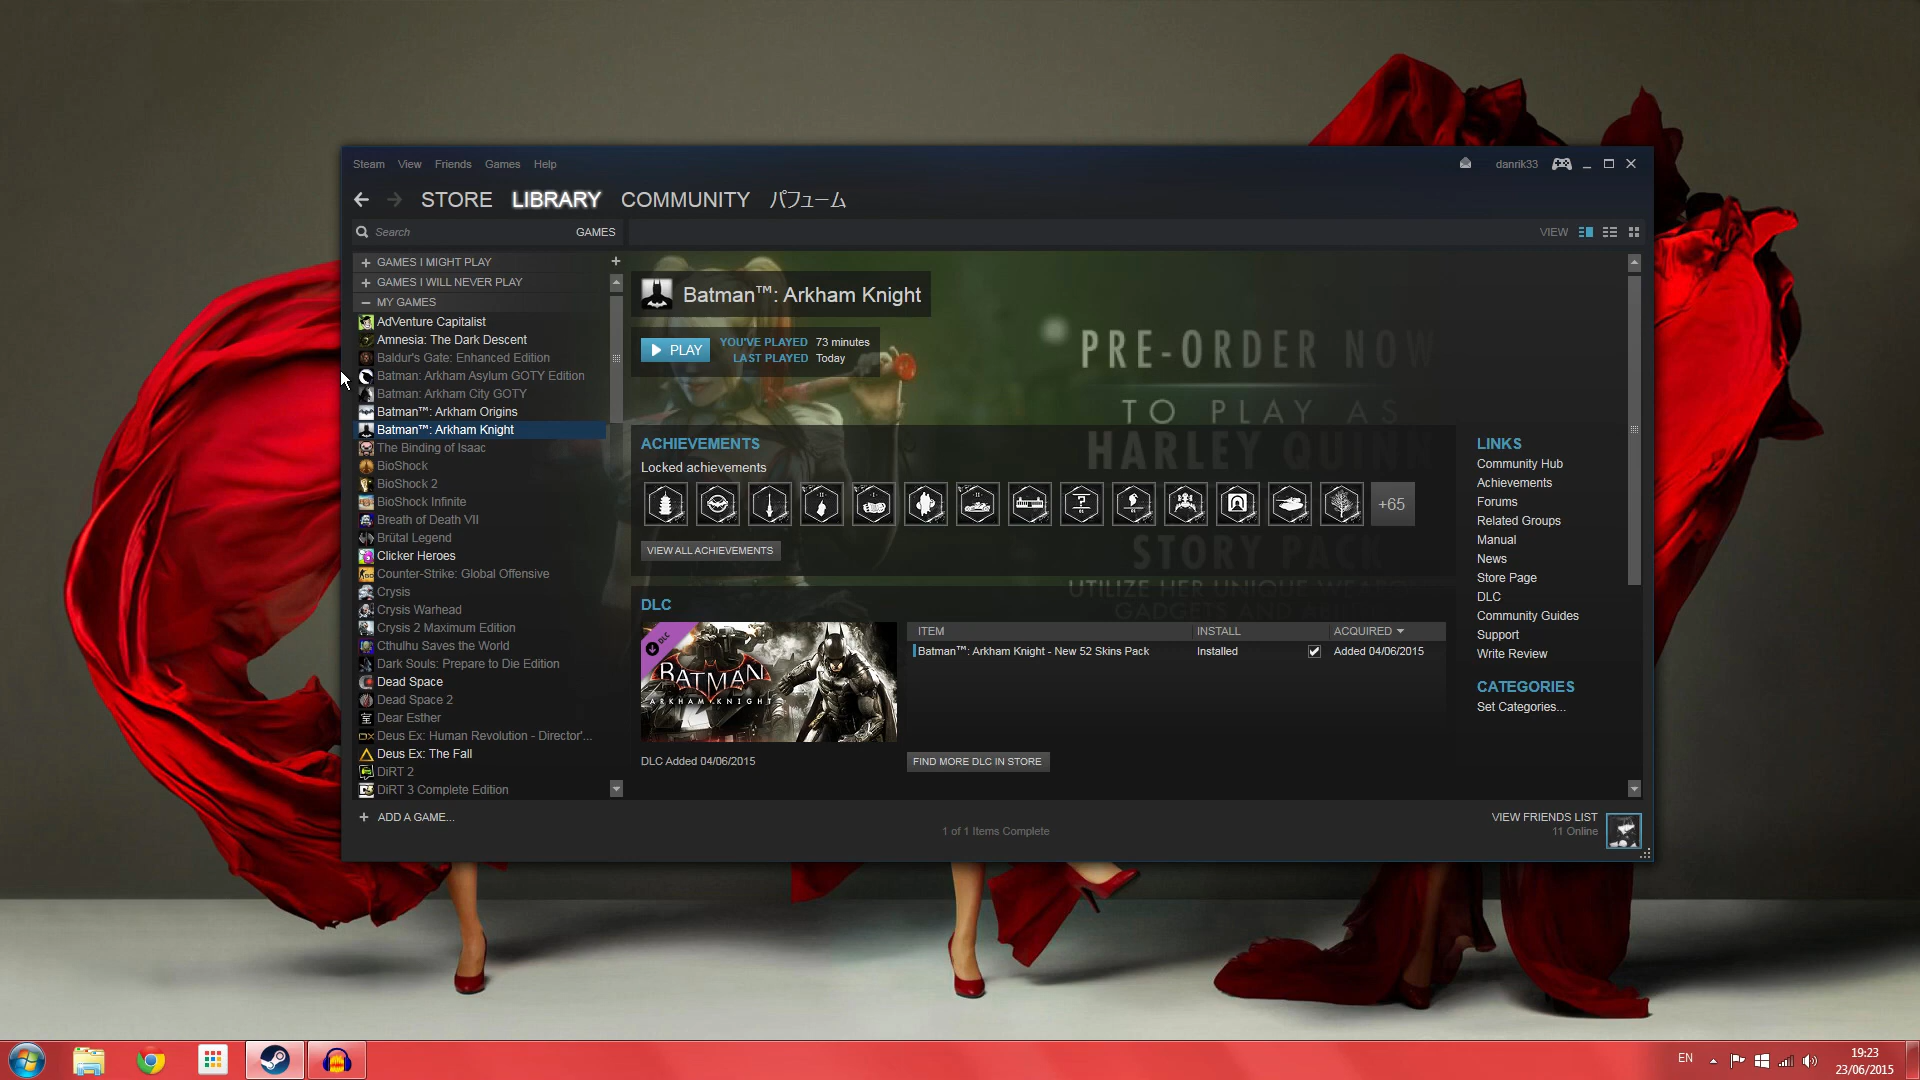 Steam View Friends Games Help
danrik33
STORE LIBRARY COMMUNITY パフューム
Search GAMES
VIEW
GAMES I MIGHT PLAY
GAMES I WILL NEVER PLAY
MY GAMES
AdVenture Capitalist
Amnesia: The Dark Descent
Baldur's Gate: Enhanced Edition
Batman: Arkham Asylum GOTY Edition
Batman: Arkham City GOTY
Batman™: Arkham Origins
Batman™: Arkham Knight
The Binding of Isaac
BioShock
BioShock 2
BioShock Infinite
Breath of Death VII
Brütal Legend
Clicker Heroes
Counter-Strike: Global Offensive
Crysis
Crysis Warhead
Crysis 2 Maximum Edition
Cthulhu Saves the World
Dark Souls: Prepare to Die Edition
Dead Space
Dead Space 2
Dear Esther
Deus Ex: Human Revolution - Director'...
Deus Ex: The Fall
DiRT 2
DiRT 3 Complete Edition
+ ADD A GAME...
Batman™: Arkham Knight
PLAY
YOU'VE PLAYED 73 minutes
LAST PLAYED Today
PRE-ORDER NOW
TO PLAY AS
HARLEY QU
STORY PACK
UTILIZE HER UNIQUE
GADGETS AND
ACHIEVEMENTS
Locked achievements
+65
VIEW ALL ACHIEVEMENTS
DLC
DLC
BATMAN
ARKHAM KNIGHT
DLC Added 04/06/2015
ITEM INSTALL ACQUIRED
Batman™: Arkham Knight - New 52 Skins Pack Installed Added 04/06/2015
FIND MORE DLC IN STORE
LINKS
Community Hub
Achievements
Forums
Related Groups
Manual
News
Store Page
DLC
Community Guides
Support
Write Review
CATEGORIES
Set Categories...
1 of 1 Items Complete
VIEW FRIENDS LIST
11 Online
EN
19:23
23/06/2015